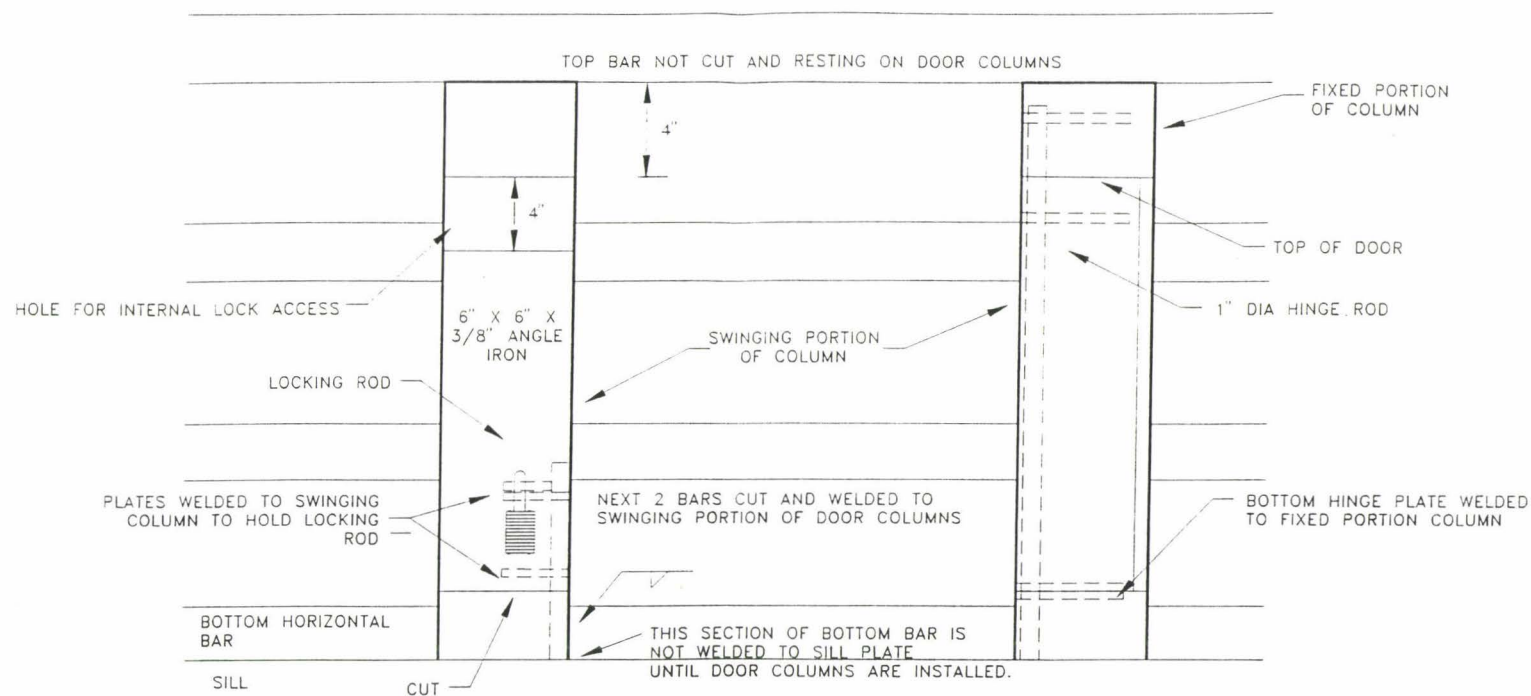 TOP BAR NOT CUT AND RESTING ON DOOR COLUMNS
FIXED PORTION
OF COLUMN
4"
4"
TOP OF DOOR
HOLE FOR INTERNAL LOCK ACCESS
1" DIA HINGE ROD
6" X 6" X
3/8" ANGLE
IRON
SWINGING PORTION
OF COLUMN
LOCKING ROD
PLATES WELDED TO SWINGING
COLUMN TO HOLD LOCKING
ROD
NEXT 2 BARS CUT AND WELDED TO
SWINGING PORTION OF DOOR COLUMNS
BOTTOM HINGE PLATE WELDED
TO FIXED PORTION COLUMN
BOTTOM HORIZONTAL
BAR
THIS SECTION OF BOTTOM BAR IS
NOT WELDED TO SILL PLATE
UNTIL DOOR COLUMNS ARE INSTALLED.
SILL
CUT